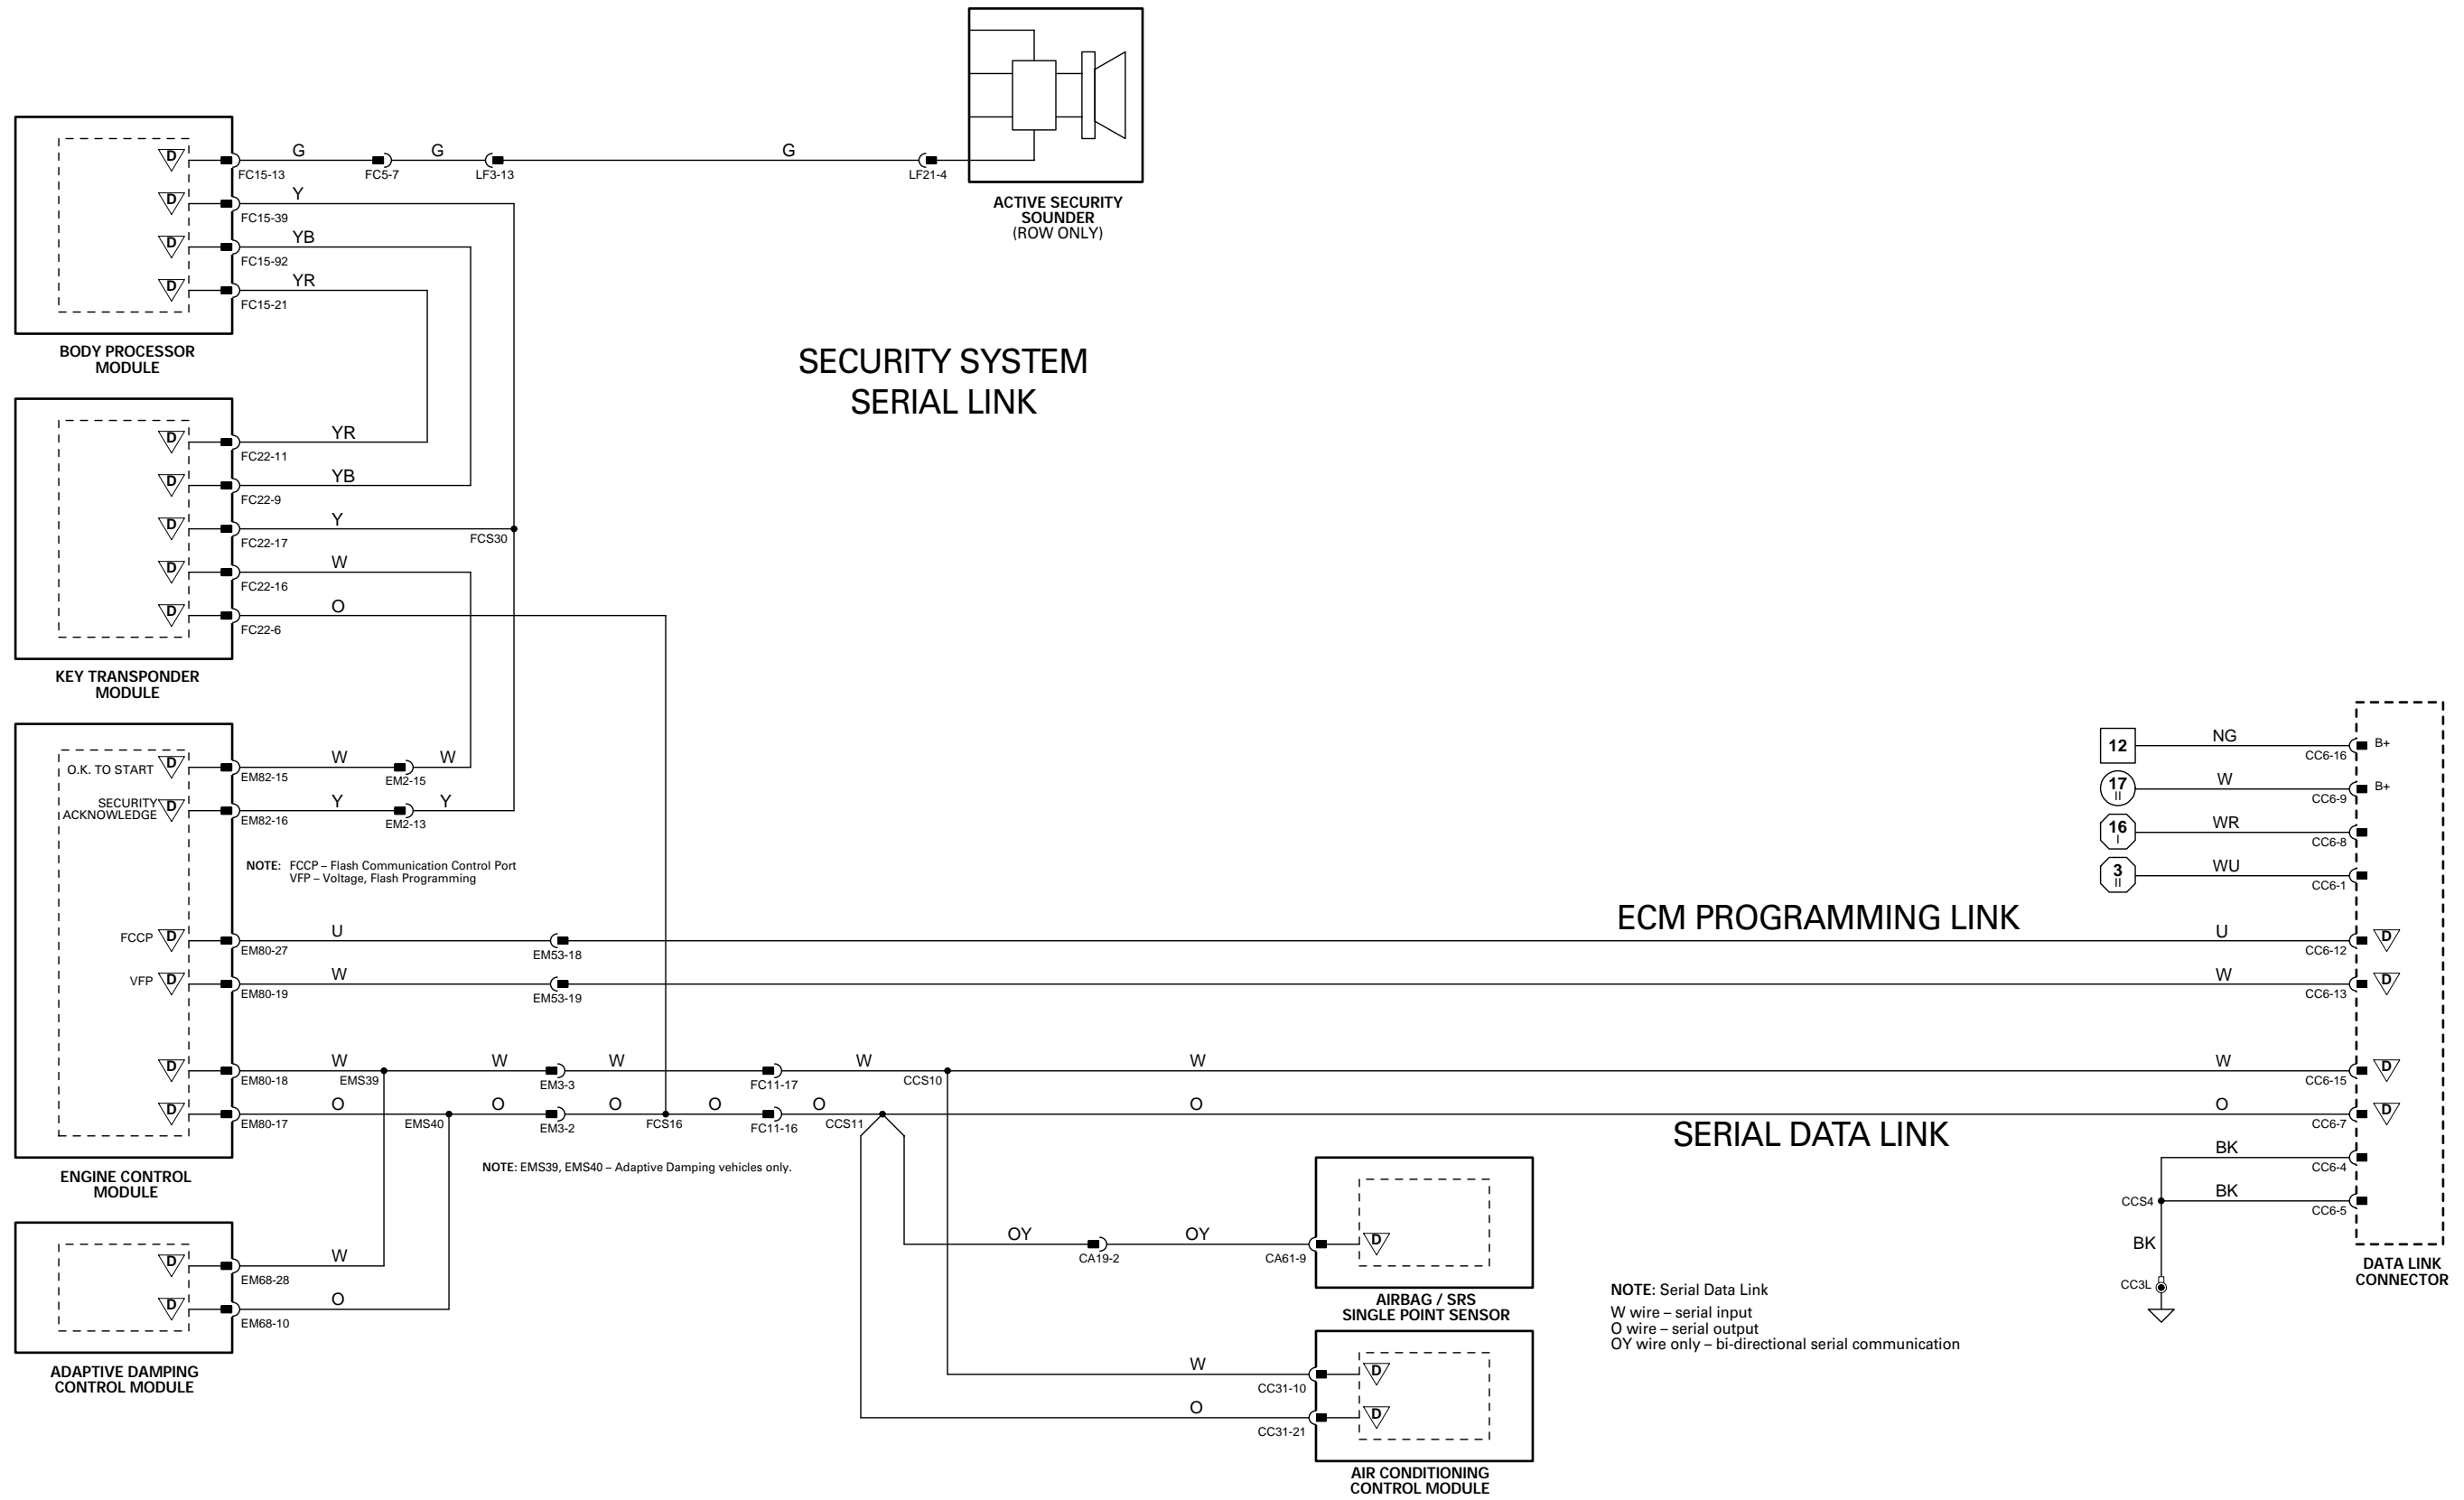 D
G
G
G
FC15-13
FC5-7
LF3-13
LF21-4
D
Y
FC15-39
D
YB
FC15-92
D
YR
FC15-21
BODY PROCESSOR
MODULE
ACTIVE SECURITY
SOUNDER
(ROW ONLY)
SECURITY SYSTEM
SERIAL LINK
D
YR
FC22-11
D
YB
FC22-9
D
Y
FC22-17
FCS30
D
W
FC22-16
D
O
FC22-6
KEY TRANSPONDER
MODULE
O.K. TO START
D
W
W
EM82-15
EM2-15
SECURITY
ACKNOWLEDGE
D
Y
Y
EM82-16
EM2-13
NOTE: FCCP – Flash Communication Control Port
VFP – Voltage, Flash Programming
12
NG
CC6-16
B+
17
II
W
CC6-9
B+
16
I
WR
CC6-8
3
II
WU
CC6-1
ECM PROGRAMMING LINK
FCCP
D
U
EM80-27
EM53-18
U
CC6-12
D
VFP
D
W
EM80-19
EM53-19
W
CC6-13
D
D
W
W
W
W
W
W
EM80-18
EMS39
EM3-3
FC11-17
CCS10
CC6-15
D
D
O
O
O
O
O
O
O
EM80-17
EMS40
EM3-2
FCS16
FC11-16
CCS11
CC6-7
D
SERIAL DATA LINK
NOTE: EMS39, EMS40 – Adaptive Damping vehicles only.
ENGINE CONTROL
MODULE
BK
CC6-4
CCS4
BK
CC6-5
BK
CC3L
DATA LINK
CONNECTOR
D
W
EM68-28
D
O
EM68-10
ADAPTIVE DAMPING
CONTROL MODULE
OY
OY
CA19-2
CA61-9
D
AIRBAG / SRS
SINGLE POINT SENSOR
NOTE: Serial Data Link
W wire – serial input
O wire – serial output
OY wire only – bi-directional serial communication
W
CC31-10
D
O
CC31-21
D
AIR CONDITIONING
CONTROL MODULE